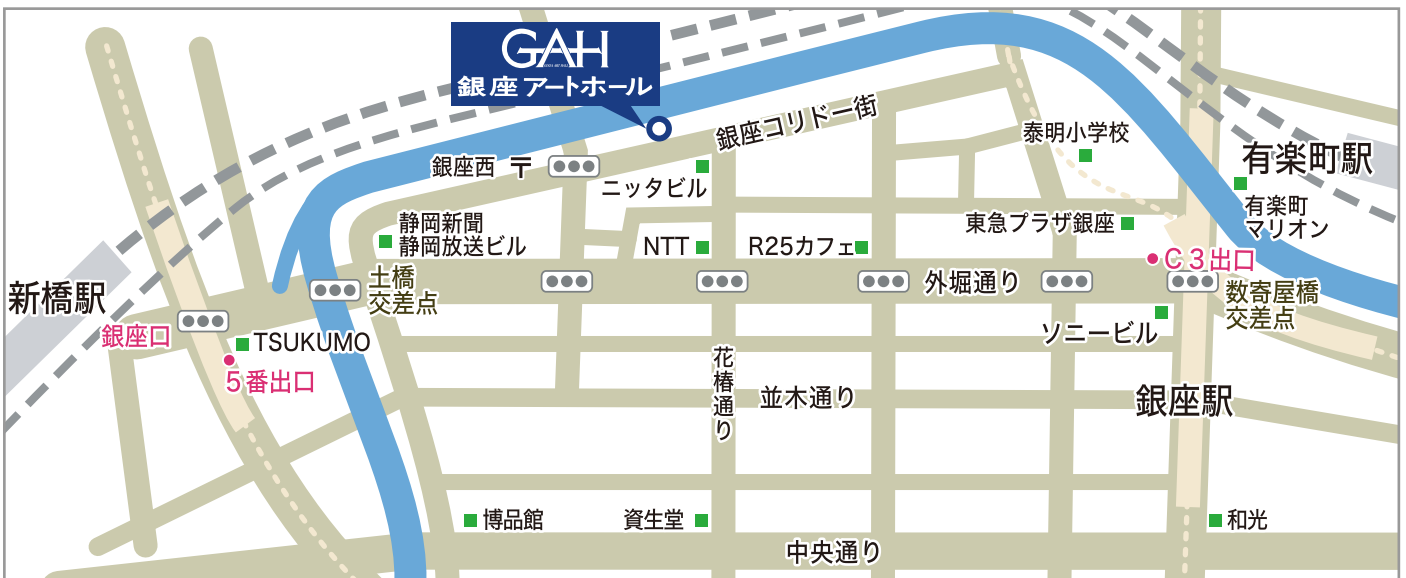 GAH
銀座アートホール
銀座コリドー街
泰明小学校
有楽町駅
銀座西
〒
ニッタビル
有楽町
マリオン
静岡新聞
静岡放送ビル
NTT
R25カフェ
東急プラザ銀座
C3出口
土橋
交差点
外堀通り
新橋駅
数寄屋橋
交差点
銀座口
TSUKUMO
ソニービル
5番出口
花椿通り
並木通り
銀座駅
博品館
資生堂
和光
中央通り